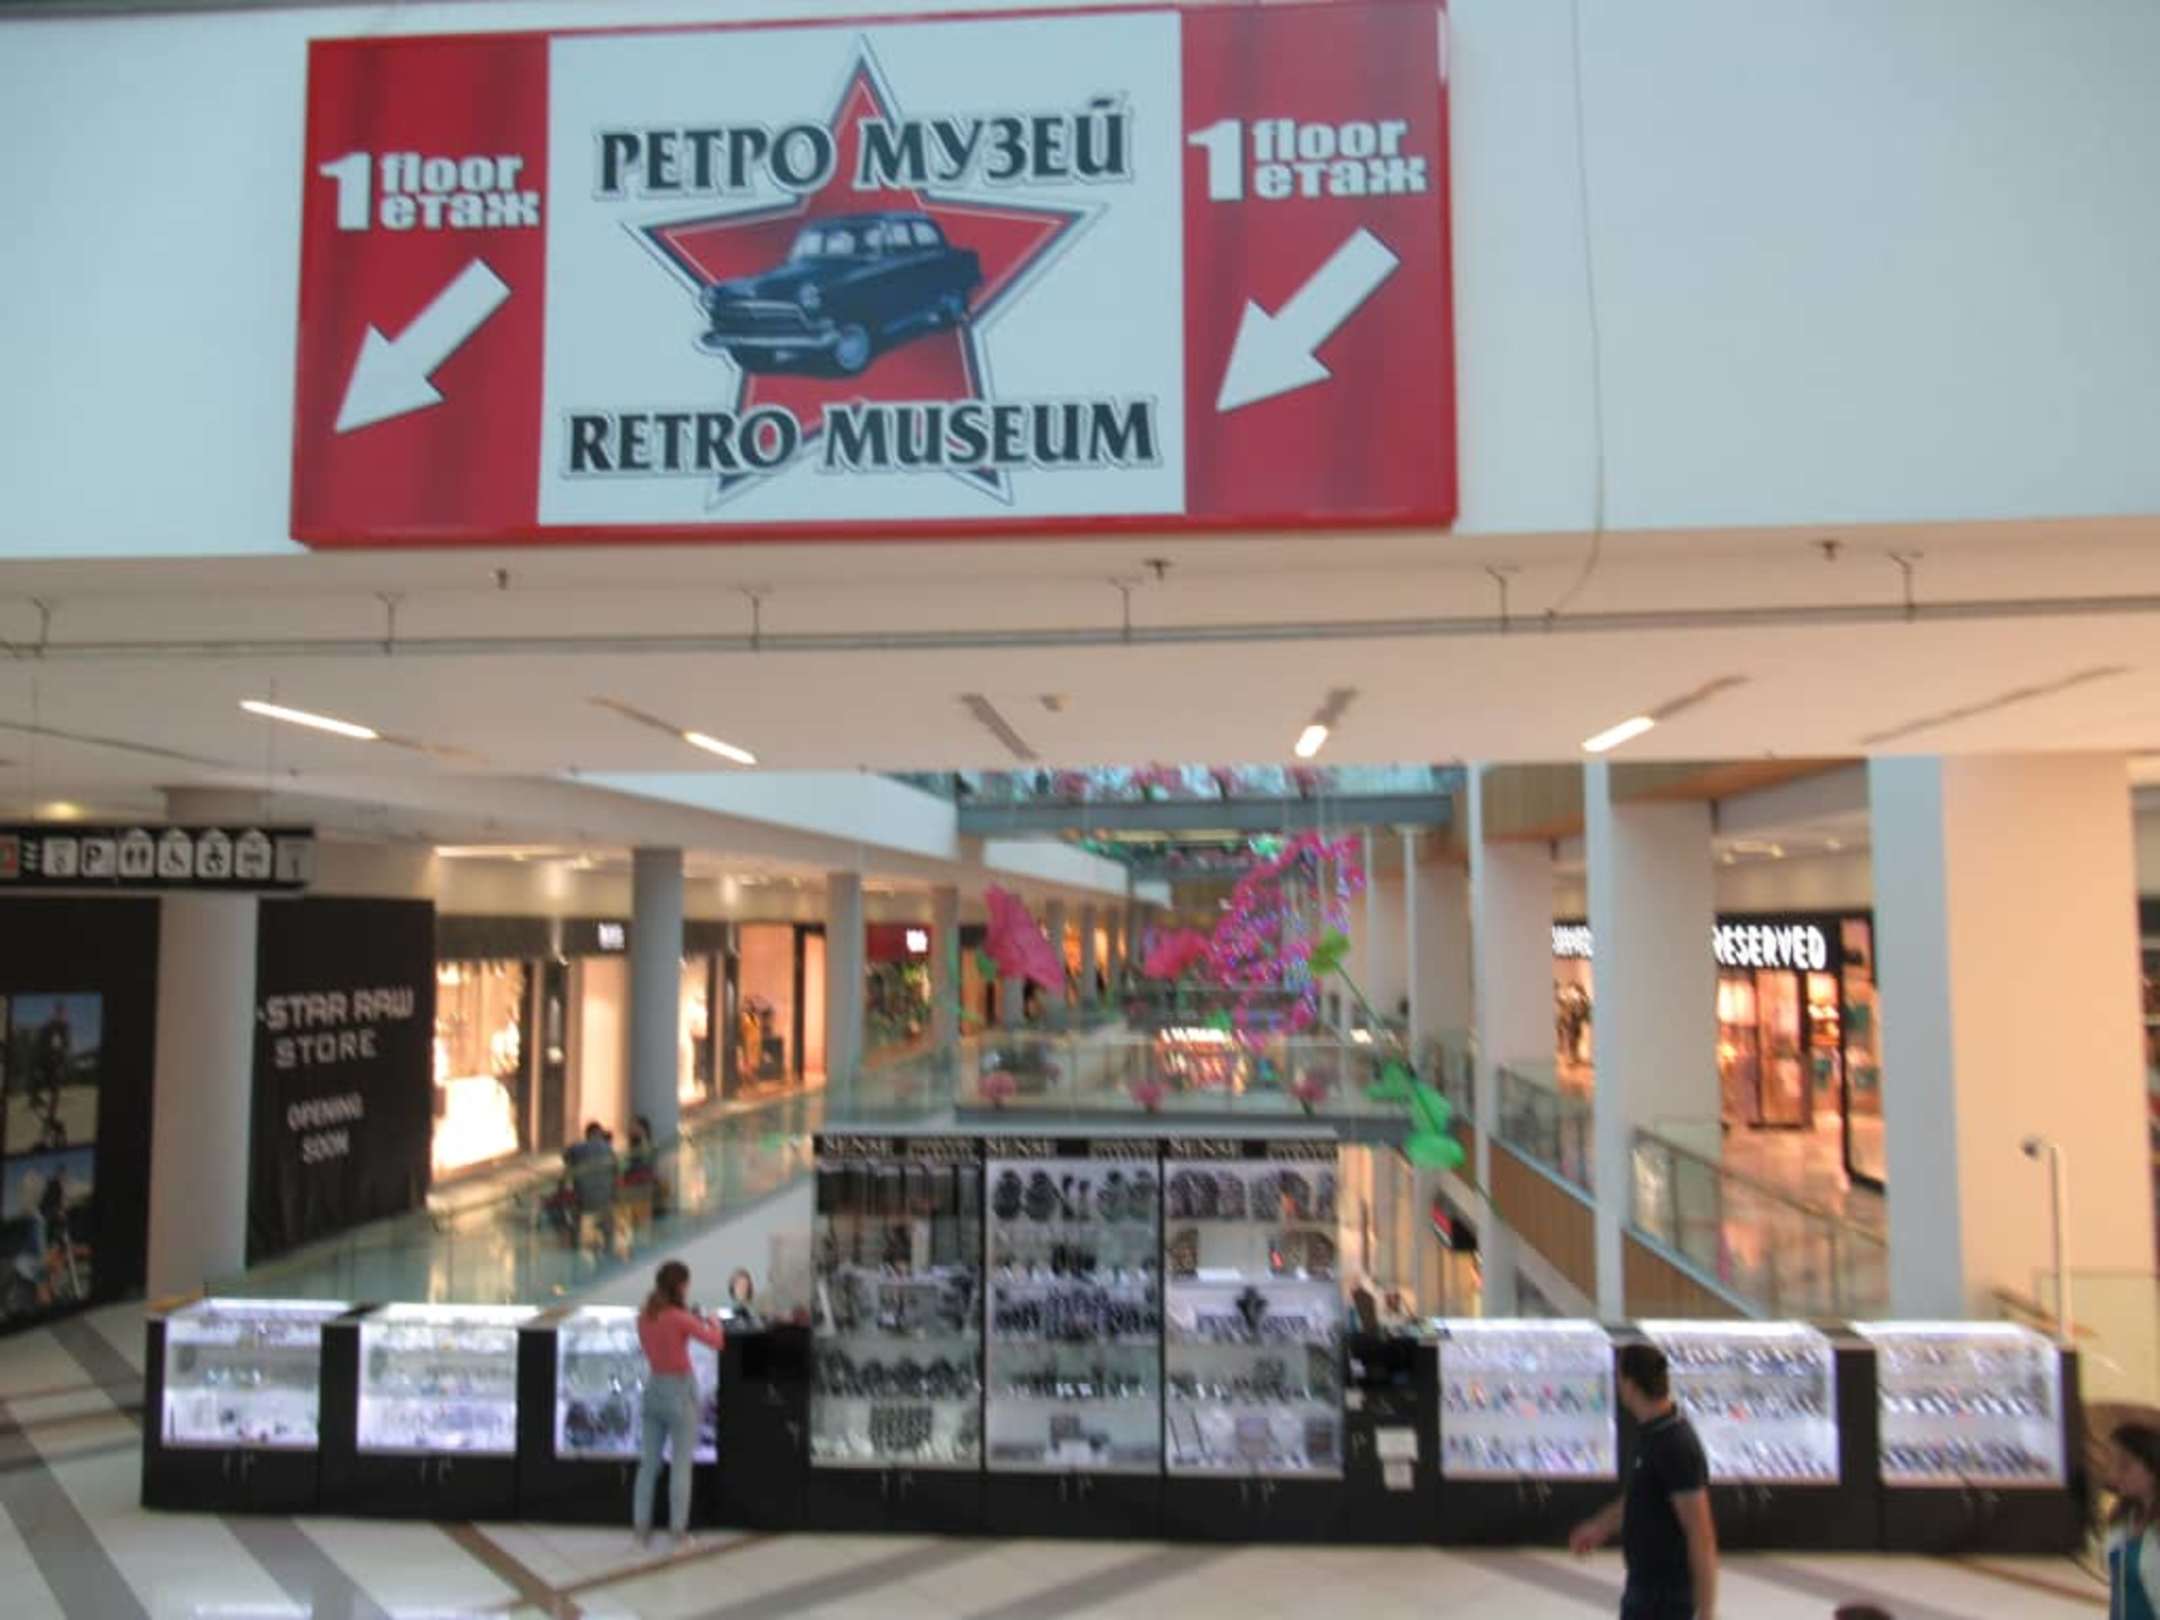 РЕТРО МУЗЕЙ
RETRO MUSEUM
1 floor
етаж
1 floor
етаж
P
STAR RAW
STORE
OPENING
SOON
RESERVED